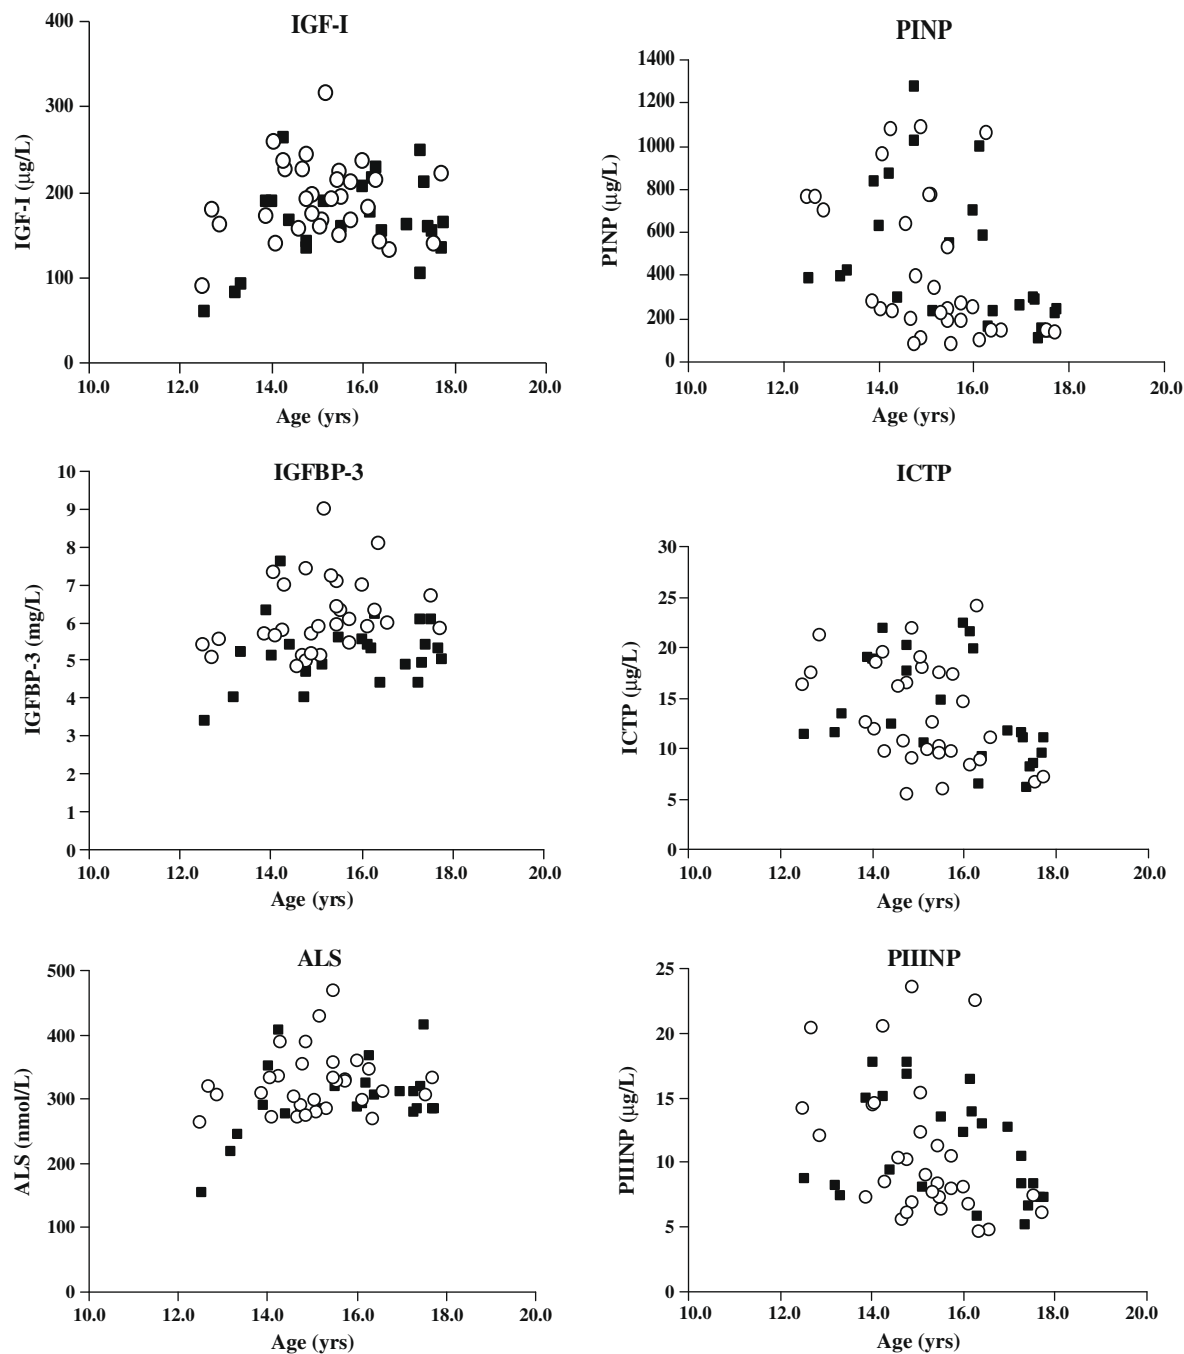 IGF-I
400
300
200
100
0
IGF-I (µg/L)
10.0 12.0 14.0 16.0 18.0 20.0
Age (yrs)
PINP
1400
1200
1000
800
600
400
200
0
PINP (µg/L)
10.0 12.0 14.0 16.0 18.0 20.0
Age (yrs)
IGFBP-3
10
9
8
7
6
5
4
3
2
1
0
IGFBP-3 (mg/L)
10.0 12.0 14.0 16.0 18.0 20.0
Age (yrs)
ICTP
30
25
20
15
10
5
0
ICTP (µg/L)
10.0 12.0 14.0 16.0 18.0 20.0
Age (yrs)
ALS
500
400
300
200
100
0
ALS (nmol/L)
10.0 12.0 14.0 16.0 18.0 20.0
Age (yrs)
PIIINP
25
20
15
10
5
0
PIIINP (µg/L)
10.0 12.0 14.0 16.0 18.0 20.0
Age (yrs)